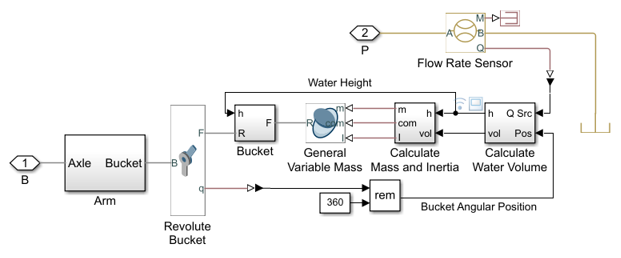 2
P
A
M
B
Q
Flow Rate Sensor
Water Height
h
R
F
Bucket
R
m
com
I
General
Variable Mass
m
com
I
h
vol
Calculate
Mass and Inertia
h
vol
Q Src
Pos
Calculate
Water Volume
1
B
Axle
Bucket
Arm
B
F
q
Revolute
Bucket
360
rem
Bucket Angular Position